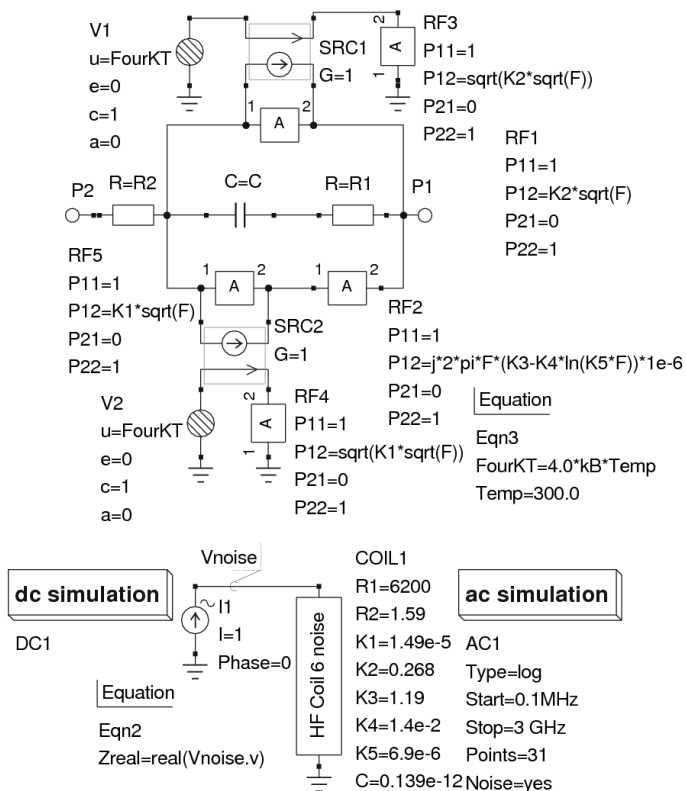 V1
u=FourKT
e=0
c=1
a=0
SRC1
G=1
2
A
1
RF3
P11=1
P12=sqrt(K2*sqrt(F))
P21=0
P22=1
1
A
2
RF1
P11=1
P12=K2*sqrt(F)
P21=0
P22=1
P2
R=R2
C=C
R=R1
P1
RF5
P11=1
P12=K1*sqrt(F)
P21=0
P22=1
1
A
2
1
A
2
RF2
P11=1
P12=j*2*pi*F*(K3-K4*ln(K5*F))*1e-6
P21=0
P22=1
SRC2
G=1
V2
u=FourKT
e=0
c=1
a=0
2
A
1
RF4
P11=1
P12=sqrt(K1*sqrt(F))
P21=0
P22=1
Equation
Eqn3
FourKT=4.0*kB*Temp
Temp=300.0
dc simulation
DC1
Vnoise
I1
I=1
Phase=0
HF Coil 6 noise
COIL1
R1=6200
R2=1.59
K1=1.49e-5
K2=0.268
K3=1.19
K4=1.4e-2
K5=6.9e-6
C=0.139e-12
ac simulation
AC1
Type=log
Start=0.1MHz
Stop=3 GHz
Points=31
Noise=yes
Equation
Eqn2
Zreal=real(Vnoise.v)